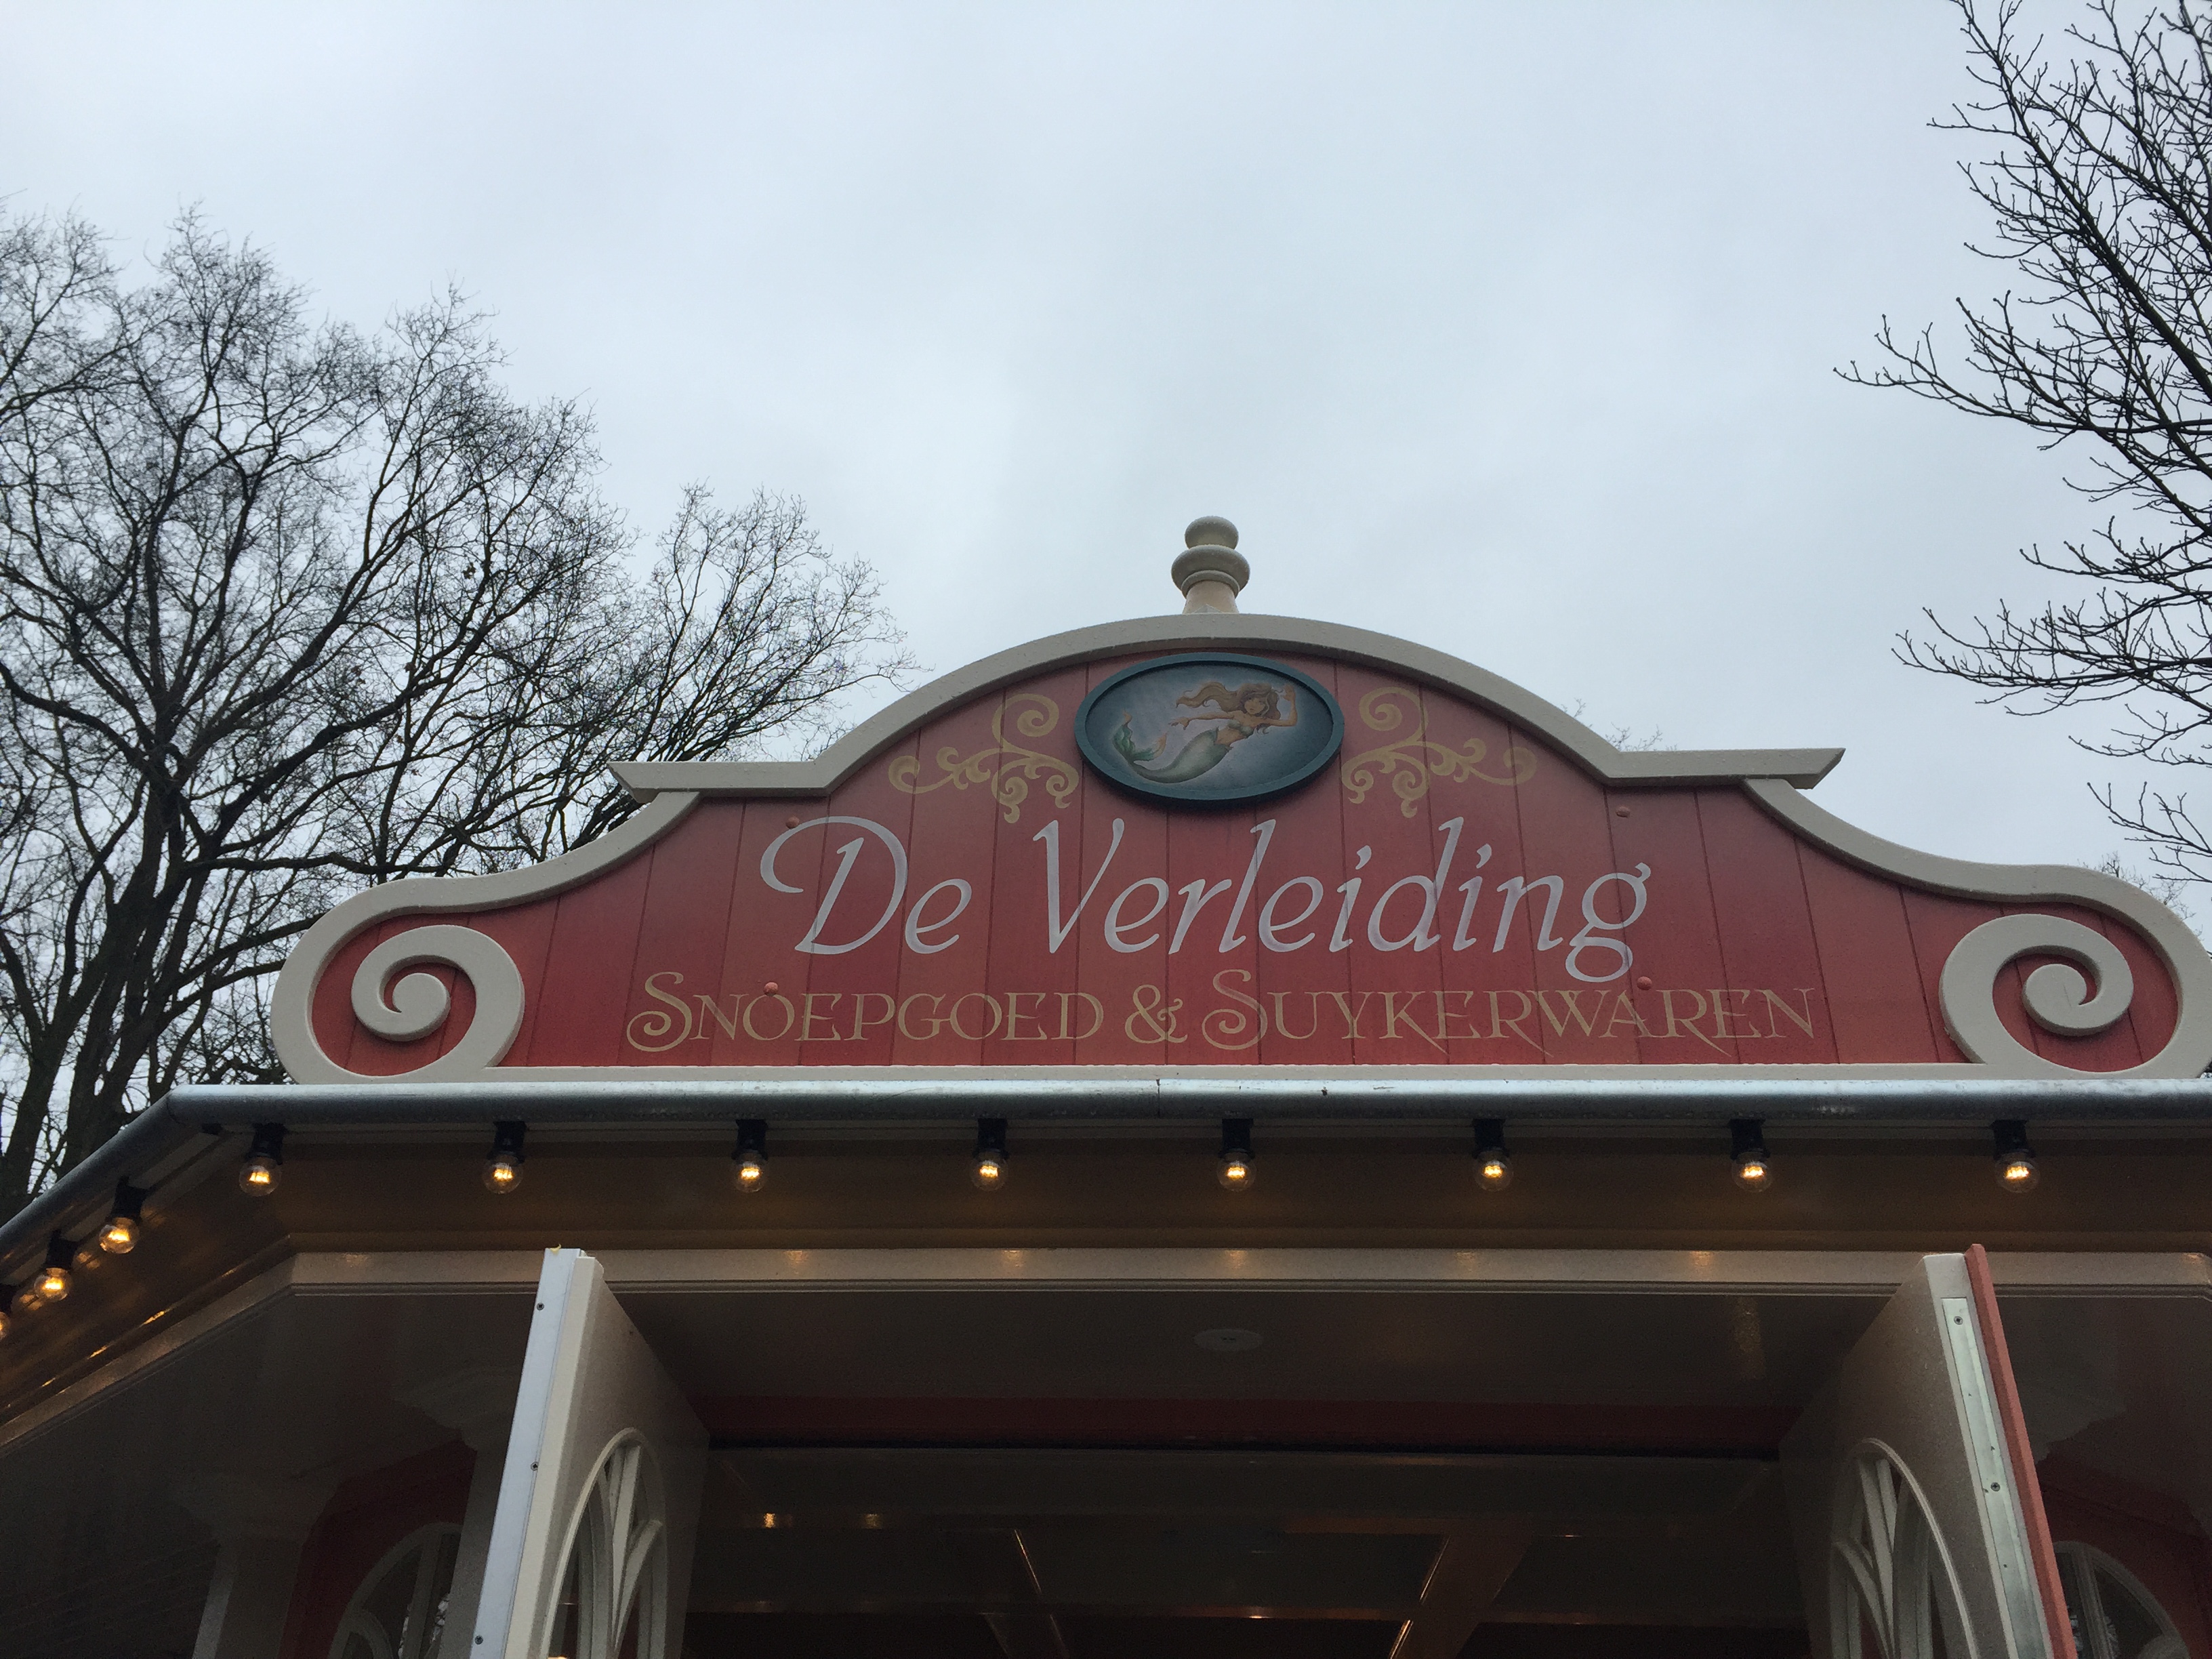 De Verleiding
SNOEPGOED & SUYKERWAREN